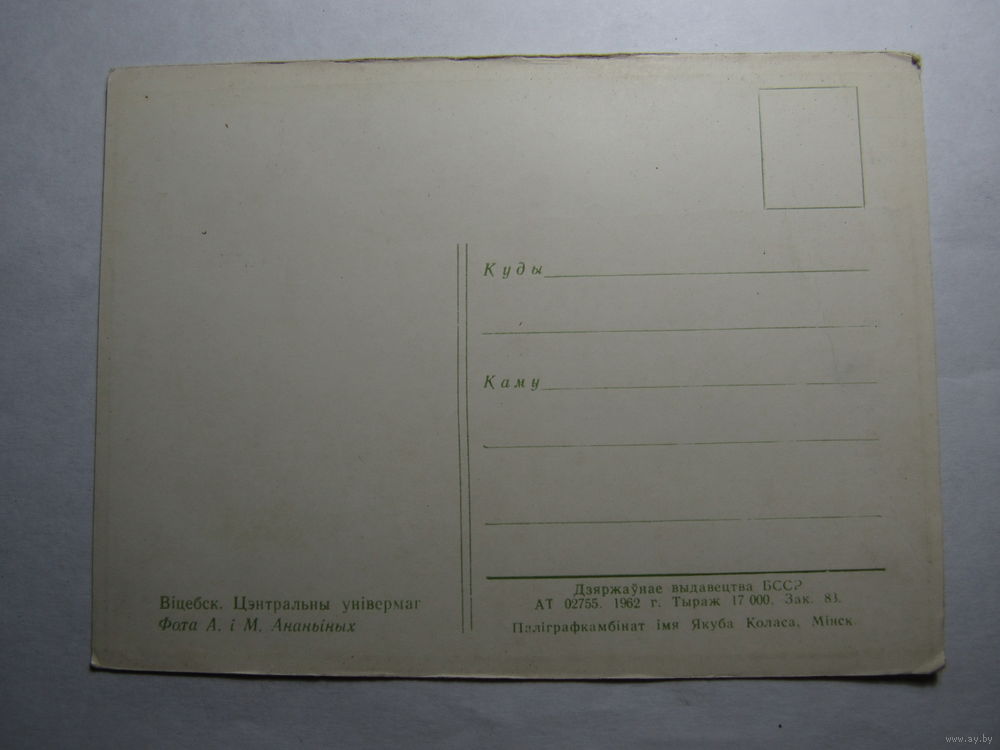 Куды
Каму
Віцебск. Цэнтральны універмаг
Фота А. і М. Ананьіных
Дзяржаўнае выдавецтва БССР
АТ 02755. 1962 г. Тыраж 17 000. Зак. 83.
Паліграфкамбінат імя Якуба Коласа, Мінск
www.ay.by